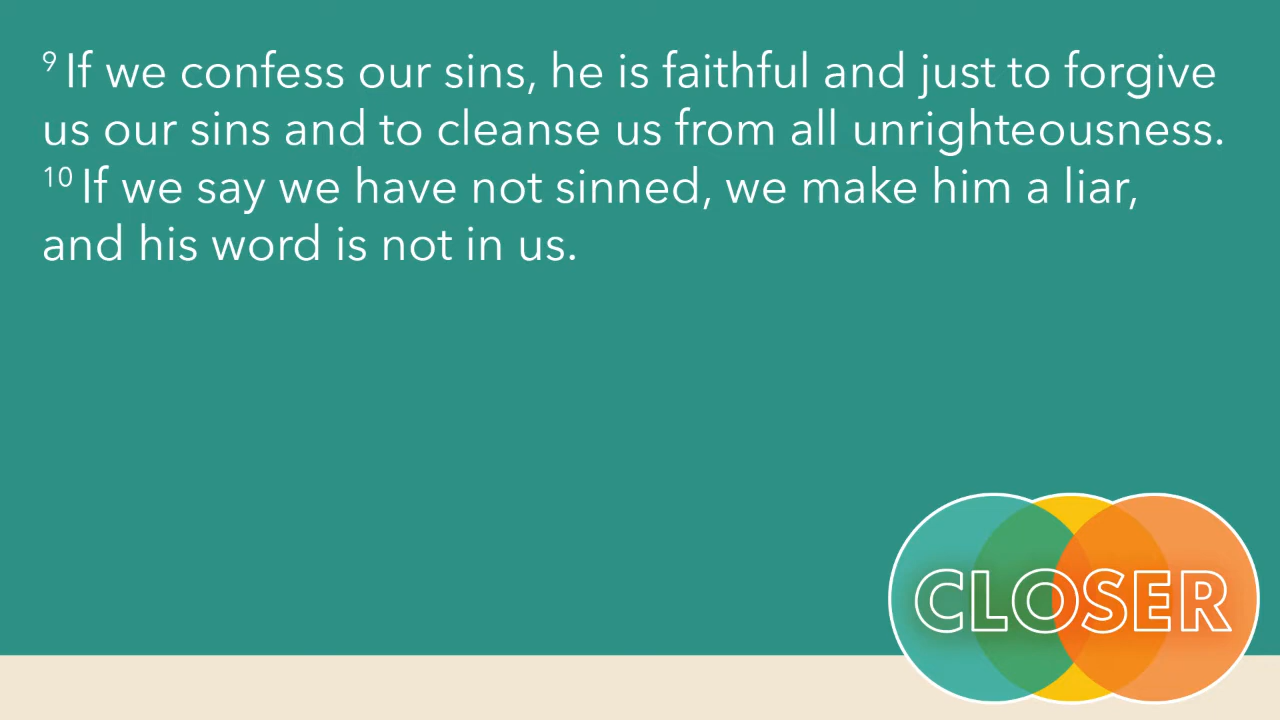 9 If we confess our sins, he is faithful and just to forgive
us our sins and to cleanse us from all unrighteousness.
10 If we say we have not sinned, we make him a liar,
and his word is not in us.
CLOSER